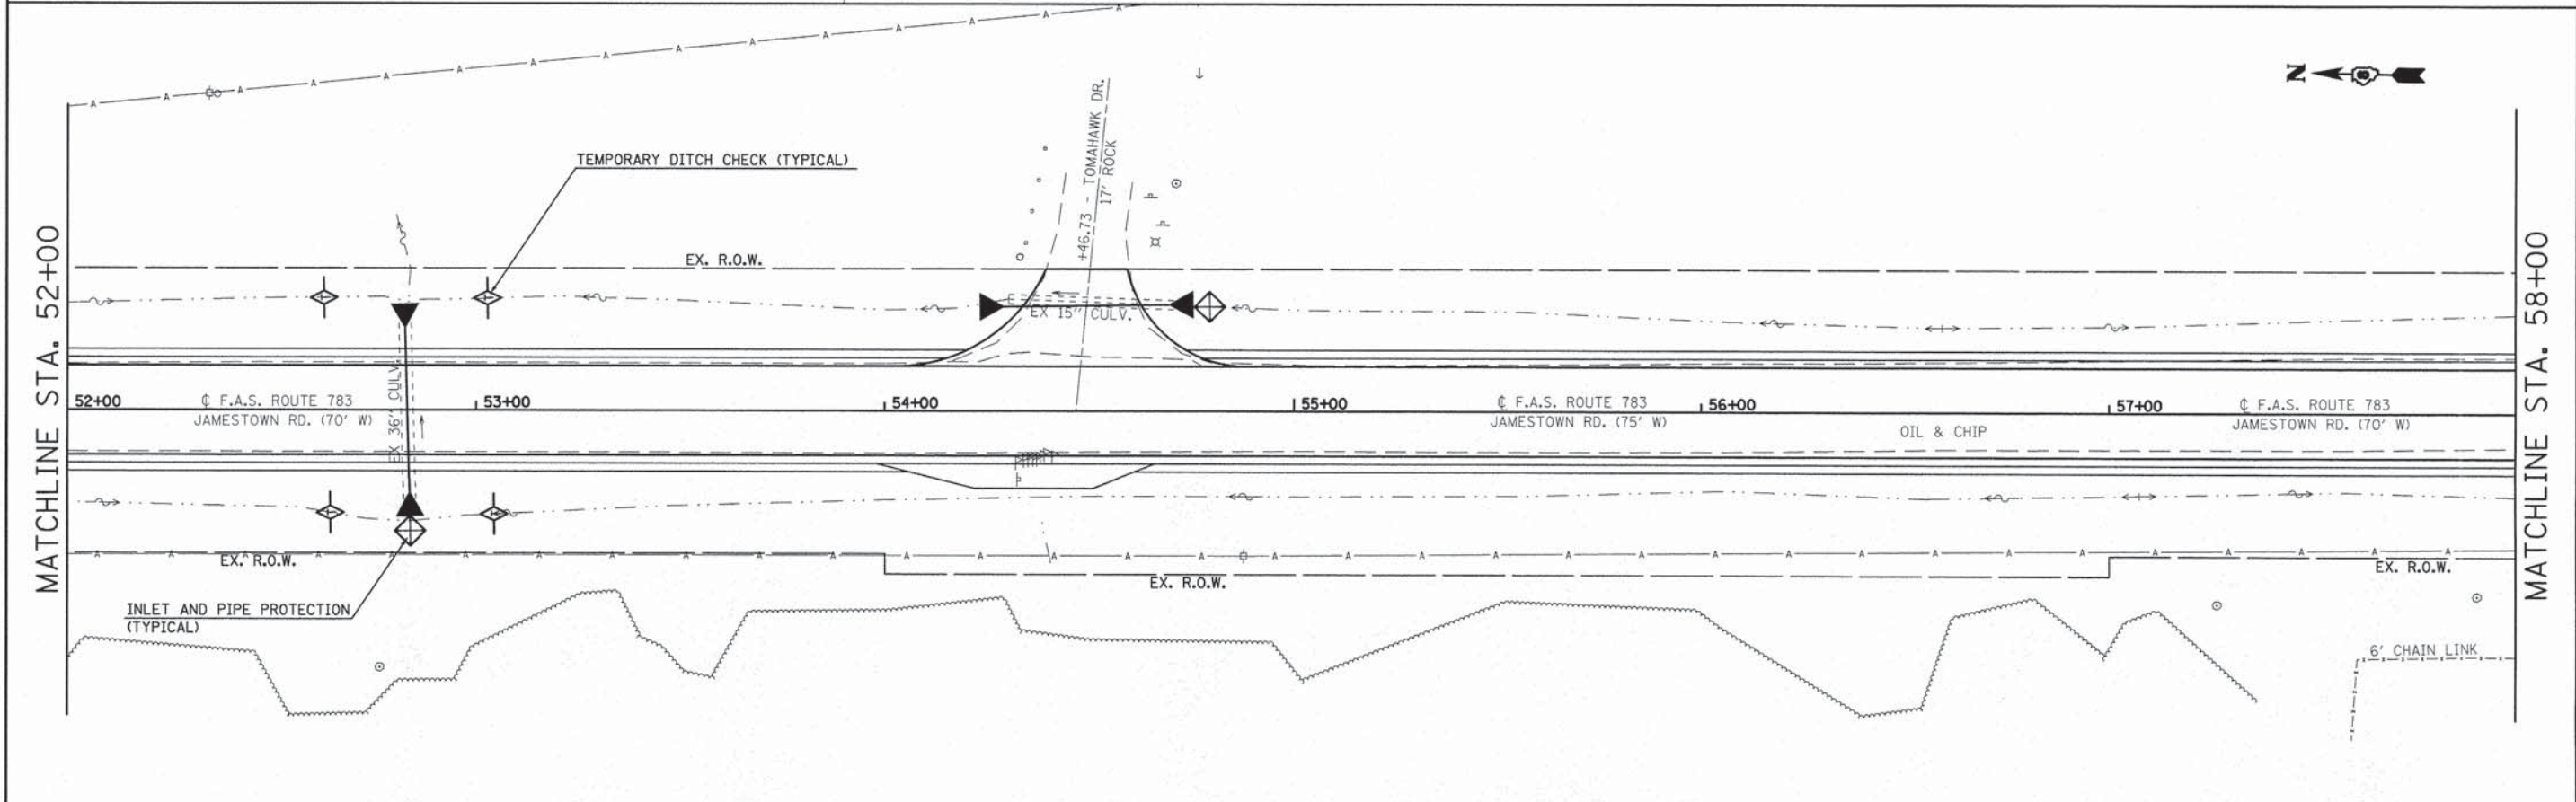 N
TEMPORARY DITCH CHECK (TYPICAL)
+46.73 - TOMAHAWK DR.
17' ROCK
MATCHLINE STA. 52+00
MATCHLINE STA. 58+00
EX. R.O.W.
EX 15" CULV.
EX 36" CULV.
52+00
℄ F.A.S. ROUTE 783
JAMESTOWN RD. (70' W)
53+00
54+00
55+00
℄ F.A.S. ROUTE 783
JAMESTOWN RD. (75' W)
56+00
OIL & CHIP
57+00
℄ F.A.S. ROUTE 783
JAMESTOWN RD. (70' W)
EX. R.O.W.
EX. R.O.W.
EX. R.O.W.
INLET AND PIPE PROTECTION
(TYPICAL)
6' CHAIN LINK